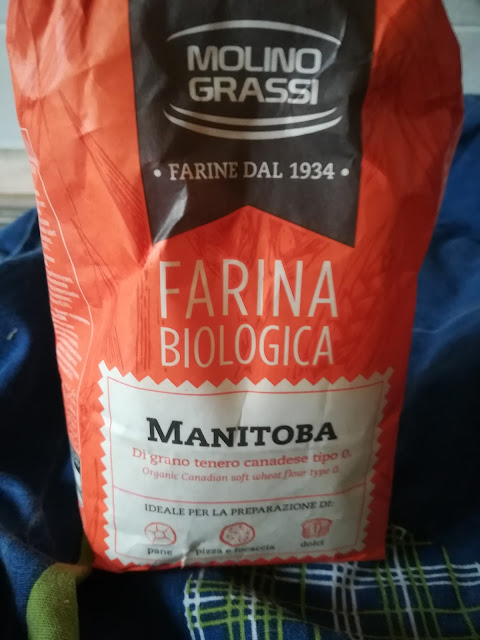 MOLINO
GRASSI
• FARINE DAL 1934 •
FARINA
BIOLOGICA
MANITOBA
Di grano tenero canadese tipo 0.
Organic Canadian soft wheat flour type 0.
IDEALE PER LA PREPARAZIONE DI:
pane pizza e focaccia dolci